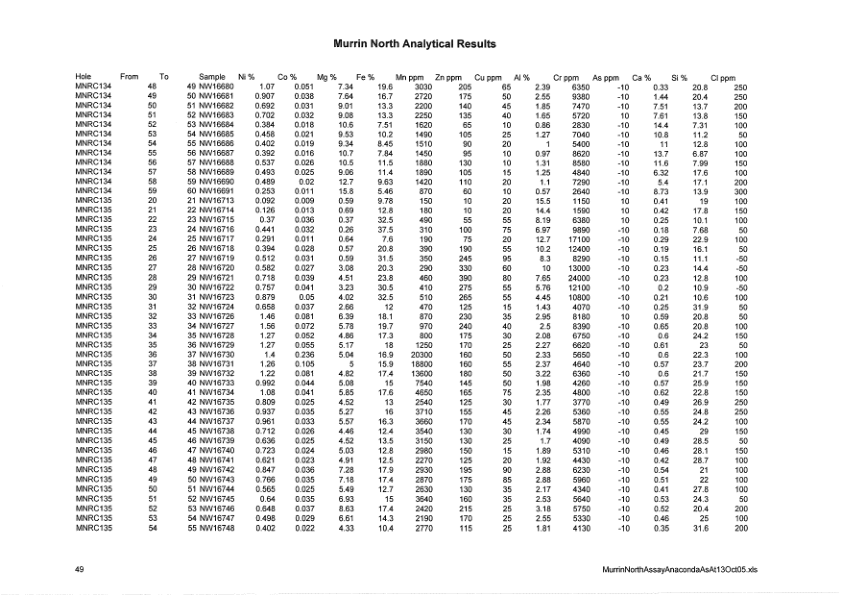 Murrin North Analytical Results
Hole From To Sample Ni % Co % Mg % Fe % Mn ppm Zn ppm Cu ppm Al % Cr ppm As ppm Ca % Si % Cl ppm
MNRC134 48 49 NW16680 1.07 0.051 7.34 19.6 3030 205 65 2.39 6350 -10 0.33 20.8 250
MNRC134 49 50 NW16681 0.907 0.038 7.64 16.7 2720 175 50 2.55 9380 -10 1.44 20.4 250
MNRC134 50 51 NW16682 0.692 0.031 9.01 13.3 2200 140 45 1.85 7470 -10 7.51 13.7 200
MNRC134 51 52 NW16683 0.702 0.032 9.08 13.3 2250 135 40 1.65 5720 10 7.61 13.8 150
MNRC134 52 53 NW16684 0.384 0.018 10.6 7.51 1620 65 10 0.86 2830 -10 14.4 7.31 100
MNRC134 53 54 NW16685 0.458 0.021 9.53 10.2 1490 105 25 1.27 7040 -10 10.8 11.2 50
MNRC134 54 55 NW16686 0.402 0.019 9.34 8.45 1510 90 20 1 5400 -10 11 12.8 100
MNRC134 55 56 NW16687 0.392 0.016 10.7 7.84 1450 95 10 0.97 8620 -10 13.7 6.87 100
MNRC134 56 57 NW16688 0.537 0.026 10.5 11.5 1880 130 10 1.31 8580 -10 11.6 7.99 150
MNRC134 57 58 NW16689 0.493 0.025 9.06 11.4 1890 105 15 1.25 4840 -10 6.32 17.6 100
MNRC134 58 59 NW16690 0.489 0.02 12.7 9.63 1420 110 20 1.1 7290 -10 5.4 17.1 200
MNRC134 59 60 NW16691 0.253 0.011 15.8 5.46 870 60 10 0.57 2640 -10 8.73 13.9 300
MNRC135 20 21 NW16713 0.092 0.009 0.59 9.78 150 10 20 15.5 1150 10 0.41 19 100
MNRC135 21 22 NW16714 0.126 0.013 0.69 12.8 180 10 20 14.4 1590 10 0.42 17.8 150
MNRC135 22 23 NW16715 0.37 0.036 0.37 32.5 490 55 55 8.19 6380 10 0.25 10.1 100
MNRC135 23 24 NW16716 0.441 0.032 0.26 37.5 310 100 75 6.97 9890 -10 0.18 7.68 50
MNRC135 24 25 NW16717 0.291 0.011 0.64 7.6 190 75 20 12.7 17100 -10 0.29 22.9 100
MNRC135 25 26 NW16718 0.394 0.028 0.57 20.8 390 190 55 10.2 12400 -10 0.19 16.1 50
MNRC135 26 27 NW16719 0.512 0.031 0.59 31.5 350 245 95 8.3 8290 -10 0.15 11.1 -50
MNRC135 27 28 NW16720 0.582 0.027 3.08 20.3 290 330 60 10 13000 -10 0.23 14.4 -50
MNRC135 28 29 NW16721 0.718 0.039 4.51 23.8 460 390 80 7.65 24000 -10 0.23 12.8 100
MNRC135 29 30 NW16722 0.757 0.041 3.23 30.5 410 275 55 5.76 12100 -10 0.2 10.9 -50
MNRC135 30 31 NW16723 0.879 0.05 4.02 32.5 510 265 55 4.45 10800 -10 0.21 10.6 100
MNRC135 31 32 NW16724 0.658 0.037 2.66 12 470 125 15 1.43 4070 -10 0.25 31.9 50
MNRC135 32 33 NW16726 1.46 0.081 6.39 18.1 870 230 35 2.95 8180 10 0.59 20.8 50
MNRC135 33 34 NW16727 1.56 0.072 5.78 19.7 970 240 40 2.5 8390 -10 0.65 20.8 100
MNRC135 34 35 NW16728 1.27 0.052 4.86 17.3 800 175 30 2.08 6750 -10 0.6 24.2 150
MNRC135 35 36 NW16729 1.27 0.055 5.17 18 1250 170 25 2.27 6620 -10 0.61 23 50
MNRC135 36 37 NW16730 1.4 0.236 5.04 16.9 20300 160 50 2.33 5650 -10 0.6 22.3 100
MNRC135 37 38 NW16731 1.26 0.105 5 15.9 18800 160 55 2.37 4640 -10 0.57 23.7 200
MNRC135 38 39 NW16732 1.22 0.081 4.82 17.4 13600 180 50 3.22 6360 -10 0.6 21.7 150
MNRC135 39 40 NW16733 0.992 0.044 5.08 15 7540 145 50 1.98 4260 -10 0.57 25.9 150
MNRC135 40 41 NW16734 1.08 0.041 5.85 17.6 4650 165 75 2.35 4800 -10 0.62 22.8 150
MNRC135 41 42 NW16735 0.809 0.025 4.52 13 2540 125 30 1.77 3770 -10 0.49 26.9 250
MNRC135 42 43 NW16736 0.937 0.035 5.27 16 3710 155 45 2.26 5360 -10 0.55 24.8 250
MNRC135 43 44 NW16737 0.961 0.033 5.57 16.3 3660 170 45 2.34 5870 -10 0.55 24.2 100
MNRC135 44 45 NW16738 0.712 0.026 4.46 12.4 3540 130 30 1.74 4990 -10 0.45 29 150
MNRC135 45 46 NW16739 0.636 0.025 4.52 13.5 3150 130 25 1.7 4090 -10 0.49 28.5 50
MNRC135 46 47 NW16740 0.723 0.024 5.03 12.8 2980 150 15 1.89 5310 -10 0.46 28.1 150
MNRC135 47 48 NW16741 0.621 0.023 4.91 12.5 2270 125 20 1.92 4430 -10 0.42 28.7 100
MNRC135 48 49 NW16742 0.847 0.036 7.28 17.9 2930 195 90 2.88 6230 -10 0.54 21 100
MNRC135 49 50 NW16743 0.766 0.035 7.18 17.4 2870 175 85 2.88 5960 -10 0.51 22 100
MNRC135 50 51 NW16744 0.565 0.025 5.49 12.7 2630 130 35 2.17 4340 -10 0.41 27.8 100
MNRC135 51 52 NW16745 0.64 0.035 6.93 15 3640 160 35 2.53 5640 -10 0.53 24.3 50
MNRC135 52 53 NW16746 0.648 0.037 8.63 17.4 2420 215 25 3.18 5750 -10 0.52 20.4 200
MNRC135 53 54 NW16747 0.498 0.029 6.61 14.3 2190 170 25 2.55 5330 -10 0.46 25 100
MNRC135 54 55 NW16748 0.402 0.022 4.33 10.4 2770 115 25 1.81 4130 -10 0.35 31.6 200
49 MurrinNorthAssayAnacondaAsAt13Oct05.xls